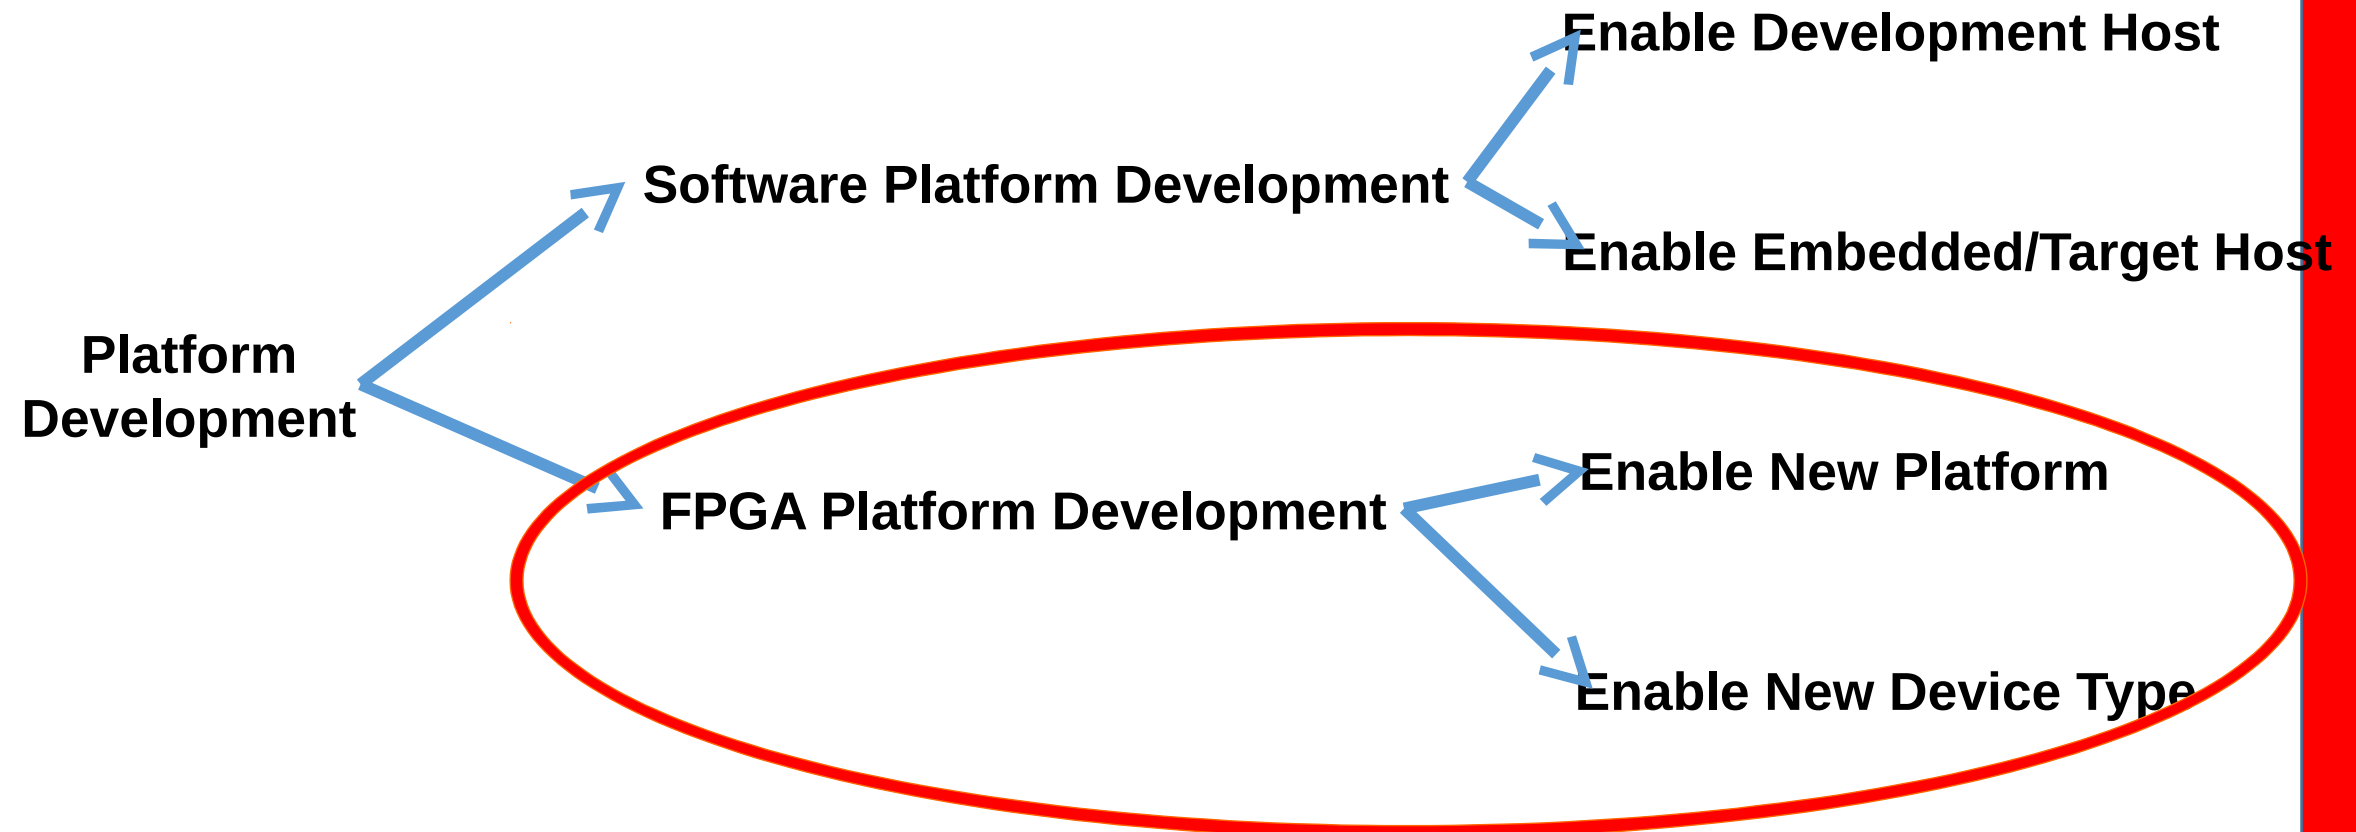 Enable Development Host
Software Platform Development
Enable Embedded/Target Host
Platform
Development
Enable New Platform
FPGA Platform Development
Enable New Device Type